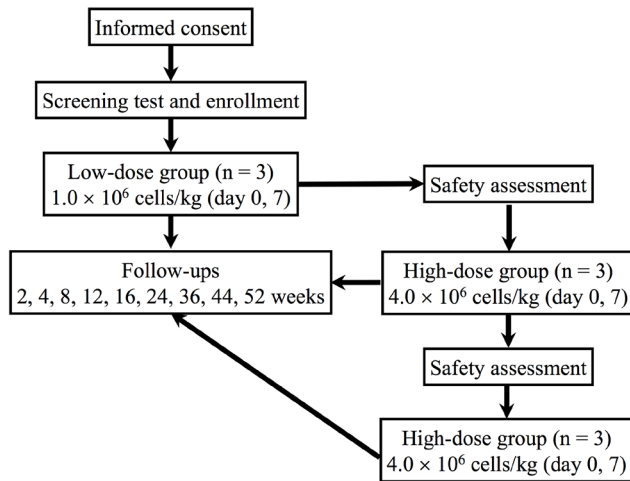 Informed consent
Screening test and enrollment
Low-dose group (n = 3)
1.0 × 10⁶ cells/kg (day 0, 7)
Safety assessment
Follow-ups
2, 4, 8, 12, 16, 24, 36, 44, 52 weeks
High-dose group (n = 3)
4.0 × 10⁶ cells/kg (day 0, 7)
Safety assessment
High-dose group (n = 3)
4.0 × 10⁶ cells/kg (day 0, 7)